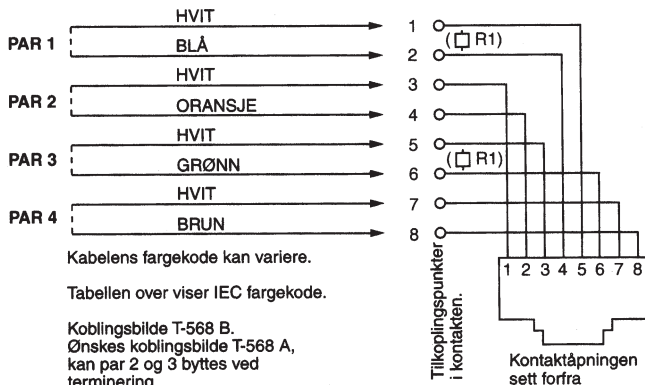 HVIT
PAR 1
BLÅ
HVIT
PAR 2
ORANSJE
HVIT
PAR 3
GRØNN
HVIT
PAR 4
BRUN
1
(R1)
2
3
4
5
(R1)
6
7
8
1 2 3 4 5 6 7 8
Tilkoplingspunkter
i kontakten.
Kontaktåpningen
sett forfra
Kabelens fargekode kan variere.
Tabellen over viser IEC fargekode.
Koblingsbilde T-568 B.
Ønskes koblingsbilde T-568 A,
kan par 2 og 3 byttes ved
terminering